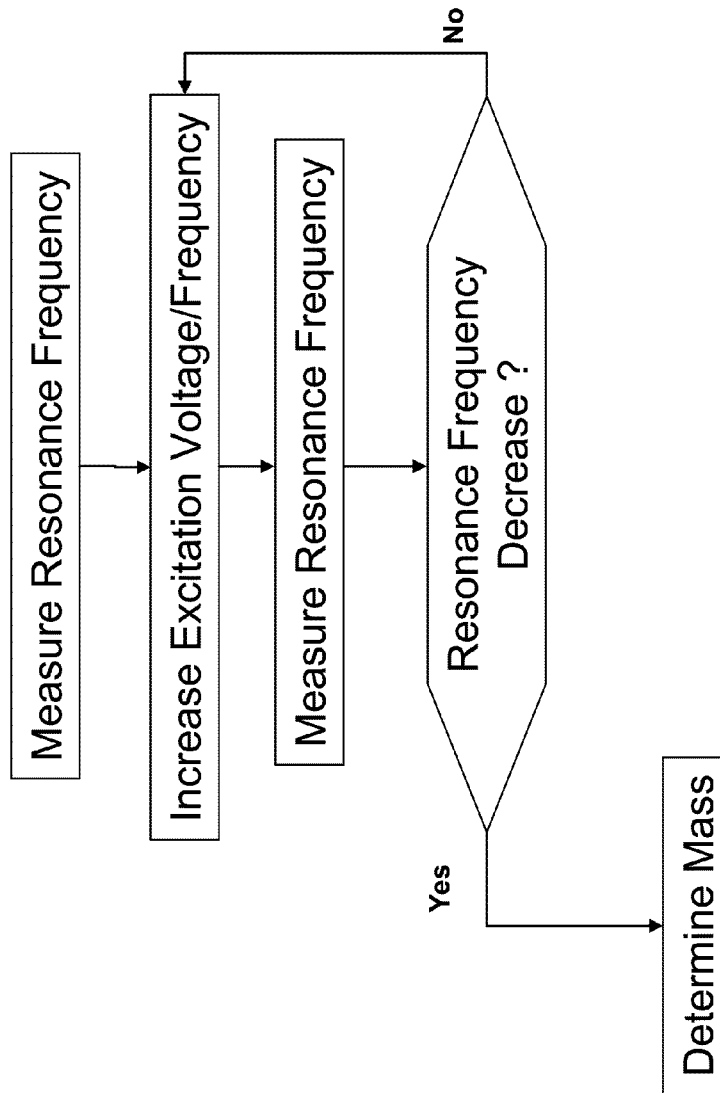 Measure Resonance Frequency
Increase Excitation Voltage/Frequency
Measure Resonance Frequency
Resonance Frequency
Decrease ?
No
Yes
Determine Mass